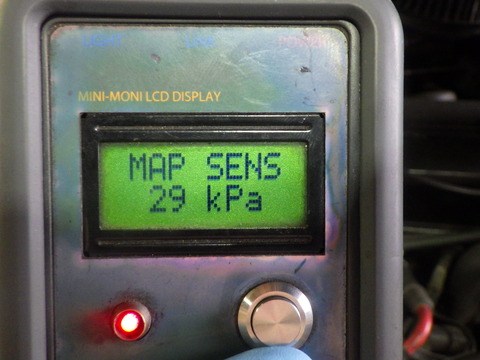 MINI-MONI LCD DISPLAY
MAP SENS
29 kPa